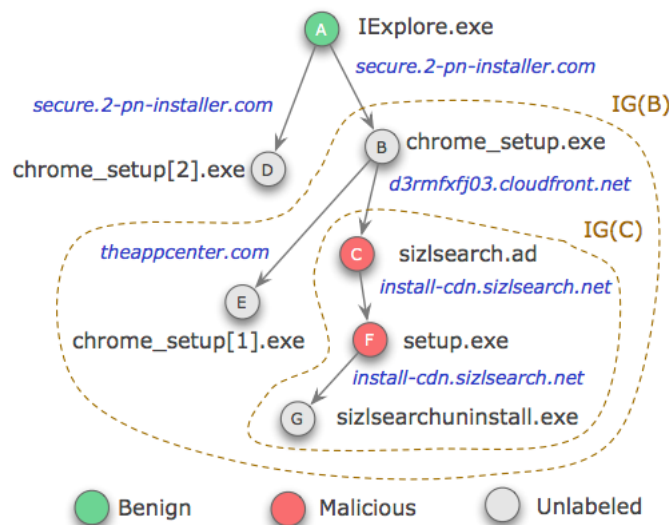 A
IExplore.exe
secure.2-pn-installer.com
IG(B)
secure.2-pn-installer.com
B
chrome_setup.exe
chrome_setup[2].exe
D
d3rmfxfj03.cloudfront.net
IG(C)
theappcenter.com
C
sizlsearch.ad
install-cdn.sizlsearch.net
E
chrome_setup[1].exe
F
setup.exe
install-cdn.sizlsearch.net
G
sizlsearchuninstall.exe
Benign
Malicious
Unlabeled